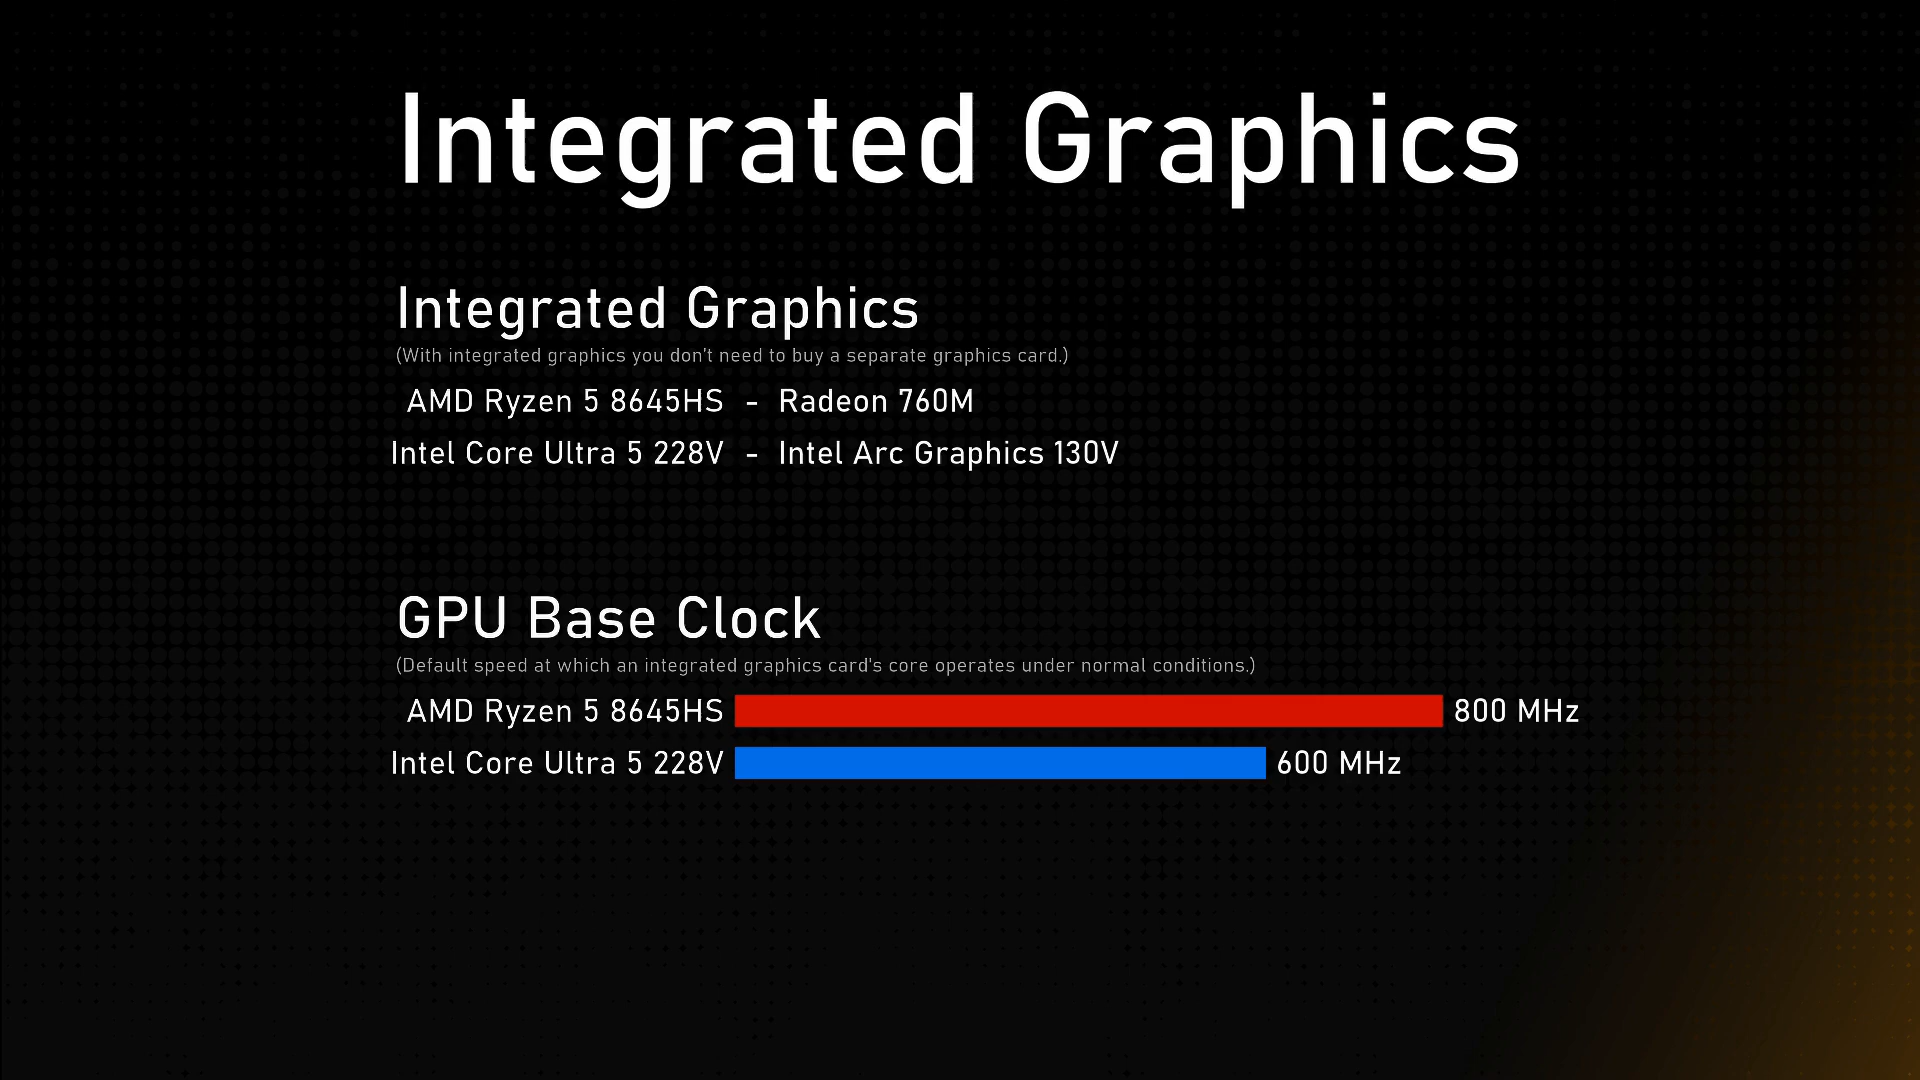 Integrated Graphics
Integrated Graphics
(With integrated graphics you don't need to buy a separate graphics card.)
AMD Ryzen 5 8645HS - Radeon 760M
Intel Core Ultra 5 228V - Intel Arc Graphics 130V
GPU Base Clock
(Default speed at which an integrated graphics card's core operates under normal conditions.)
AMD Ryzen 5 8645HS 800 MHz
Intel Core Ultra 5 228V 600 MHz